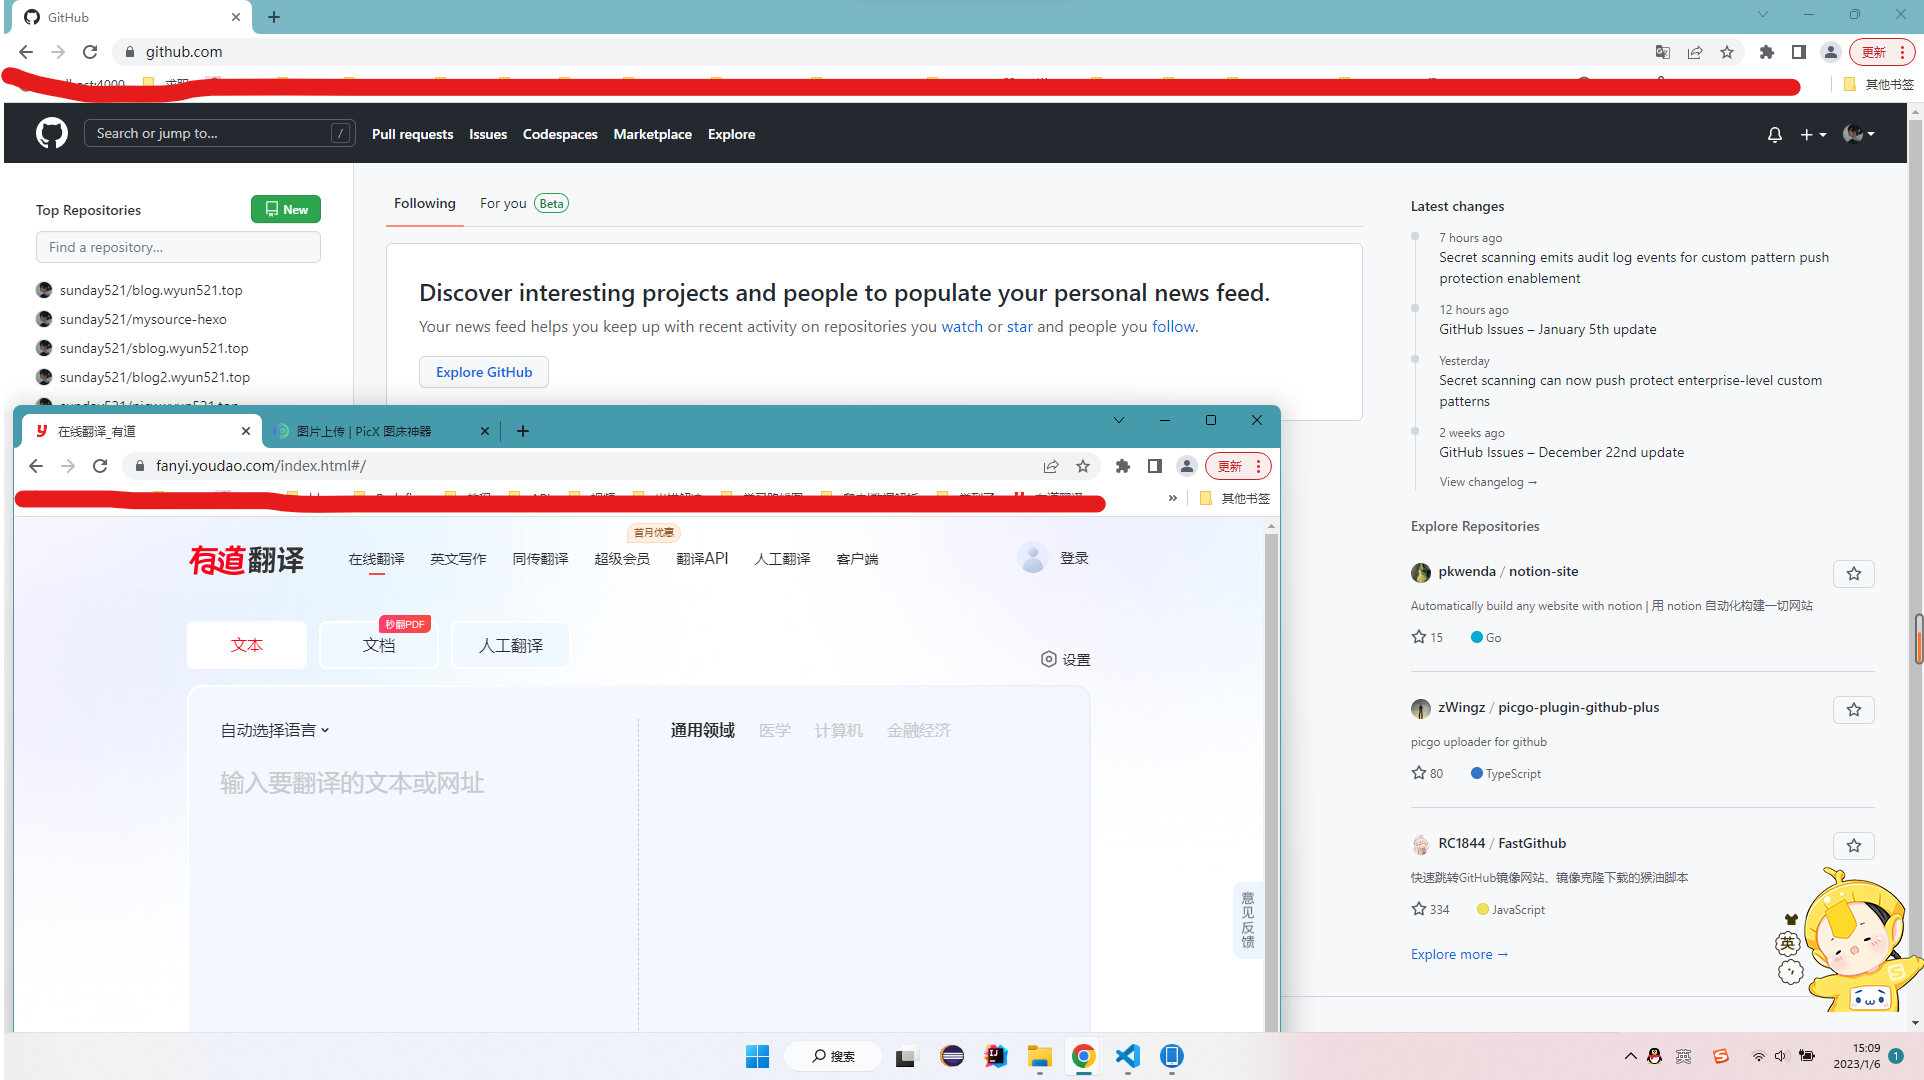 GitHub
github.com
更新
其他书签
Search or jump to...
/
Pull requests
Issues
Codespaces
Marketplace
Explore
Top Repositories
New
Find a repository...
sunday521/blog.wyun521.top
sunday521/mysource-hexo
sunday521/sblog.wyun521.top
sunday521/blog2.wyun521.top
Following
For you
Beta
Discover interesting projects and people to populate your personal news feed.
Your news feed helps you keep up with recent activity on repositories you watch or star and people you follow.
Explore GitHub
Latest changes
7 hours ago
Secret scanning emits audit log events for custom pattern push
protection enablement
12 hours ago
GitHub Issues – January 5th update
Yesterday
Secret scanning can now push protect enterprise-level custom
patterns
2 weeks ago
GitHub Issues – December 22nd update
View changelog →
Explore Repositories
pkwenda / notion-site
Automatically build any website with notion | 用 notion 自动化构建一切网站
15
Go
zWingz / picgo-plugin-github-plus
picgo uploader for github
80
TypeScript
RC1844 / FastGithub
快速跳转GitHub镜像网站、镜像克隆下载的猴油脚本
334
JavaScript
Explore more →
在线翻译_有道
图片上传 | PicX 图床神器
fanyi.youdao.com/index.html#/
更新
»
其他书签
有道翻译
在线翻译
英文写作
同传翻译
首月优惠
超级会员
翻译API
人工翻译
客户端
登录
文本
秒翻PDF
文档
人工翻译
设置
自动选择语言
输入要翻译的文本或网址
通用领域
医学
计算机
金融经济
意见反馈
英
搜索
英
15:09
2023/1/6
1